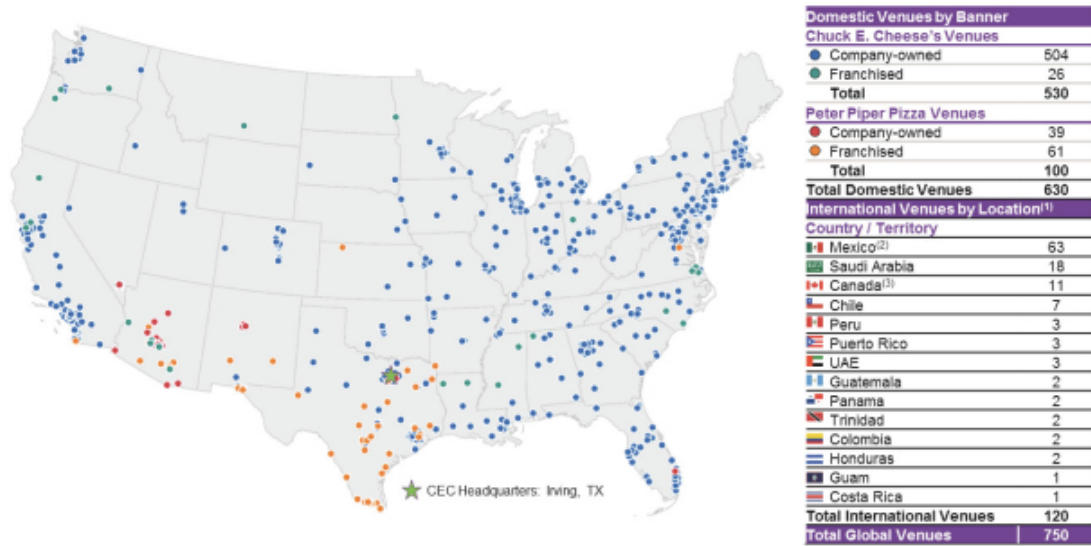 Domestic Venues by Banner
Chuck E. Cheese's Venues
Company-owned 504
Franchised 26
Total 530
Peter Piper Pizza Venues
Company-owned 39
Franchised 61
Total 100
Total Domestic Venues 630
International Venues by Location(1)
Country / Territory
Mexico(2) 63
Saudi Arabia 18
Canada(3) 11
Chile 7
Peru 3
Puerto Rico 3
UAE 3
Guatemala 2
Panama 2
Trinidad 2
Colombia 2
Honduras 2
Guam 1
Costa Rica 1
Total International Venues 120
Total Global Venues 750
CEC Headquarters: Irving, TX